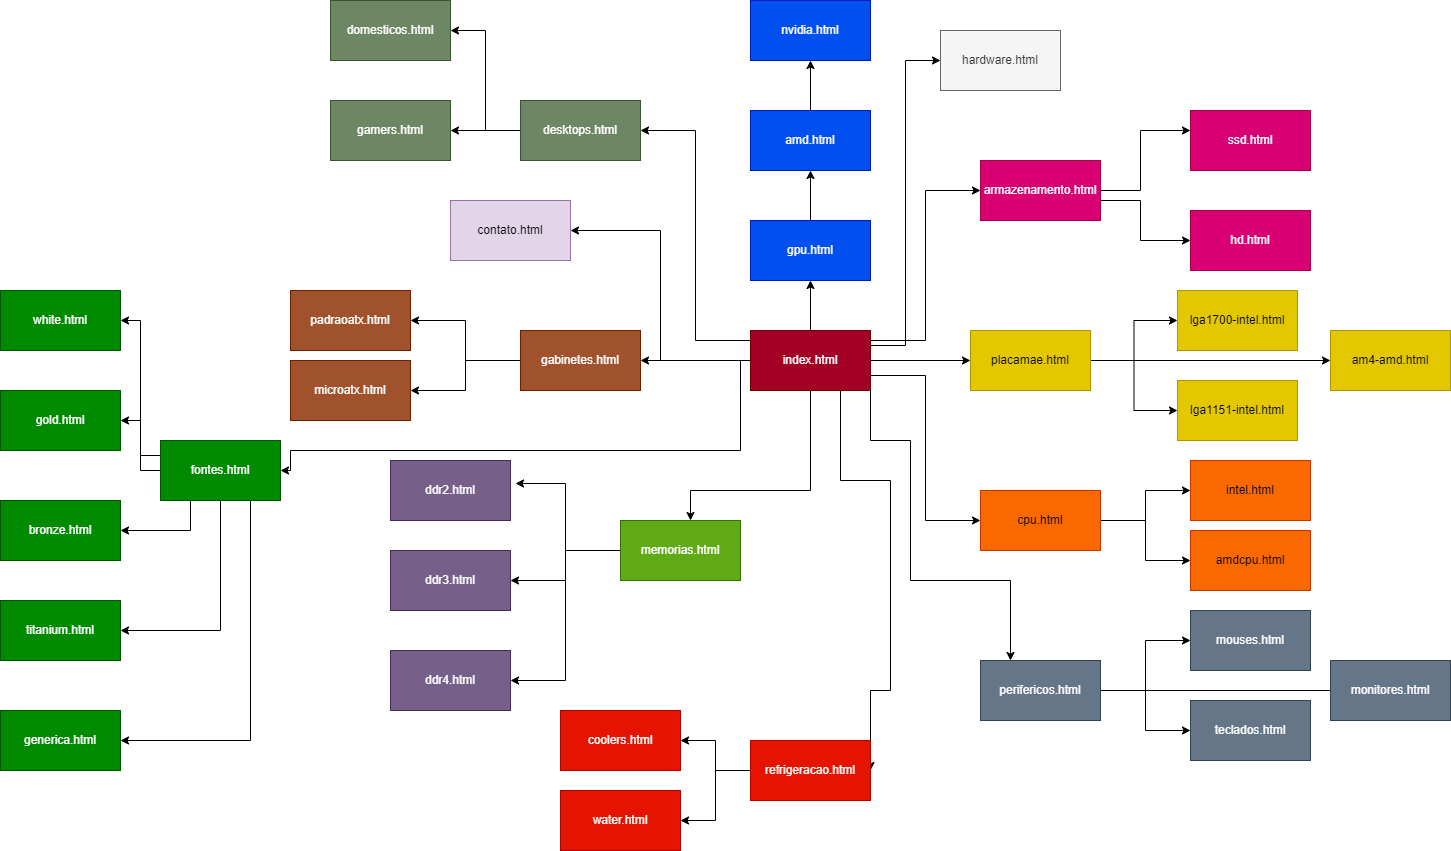 domesticos.html
nvidia.html
hardware.html
gamers.html
desktops.html
amd.html
ssd.html
armazenamento.html
contato.html
gpu.html
hd.html
white.html
padraoatx.html
lga1700-intel.html
gabinetes.html
index.html
placamae.html
am4-amd.html
microatx.html
gold.html
lga1151-intel.html
fontes.html
ddr2.html
intel.html
bronze.html
memorias.html
cpu.html
amdcpu.html
ddr3.html
titanium.html
mouses.html
ddr4.html
perifericos.html
monitores.html
generica.html
coolers.html
teclados.html
refrigeracao.html
water.html